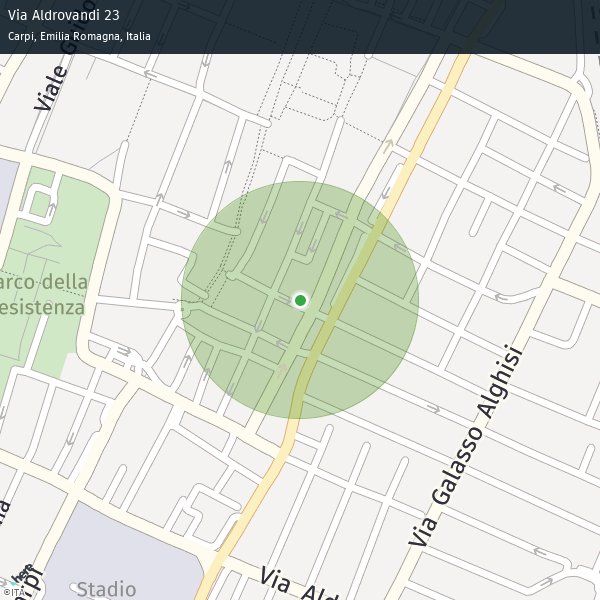 Via Aldrovandi 23
Carpi, Emilia Romagna, Italia
Viale
arco della
esistenza
Via Galasso Alghisi
Stadio
Via Ald
©ITA